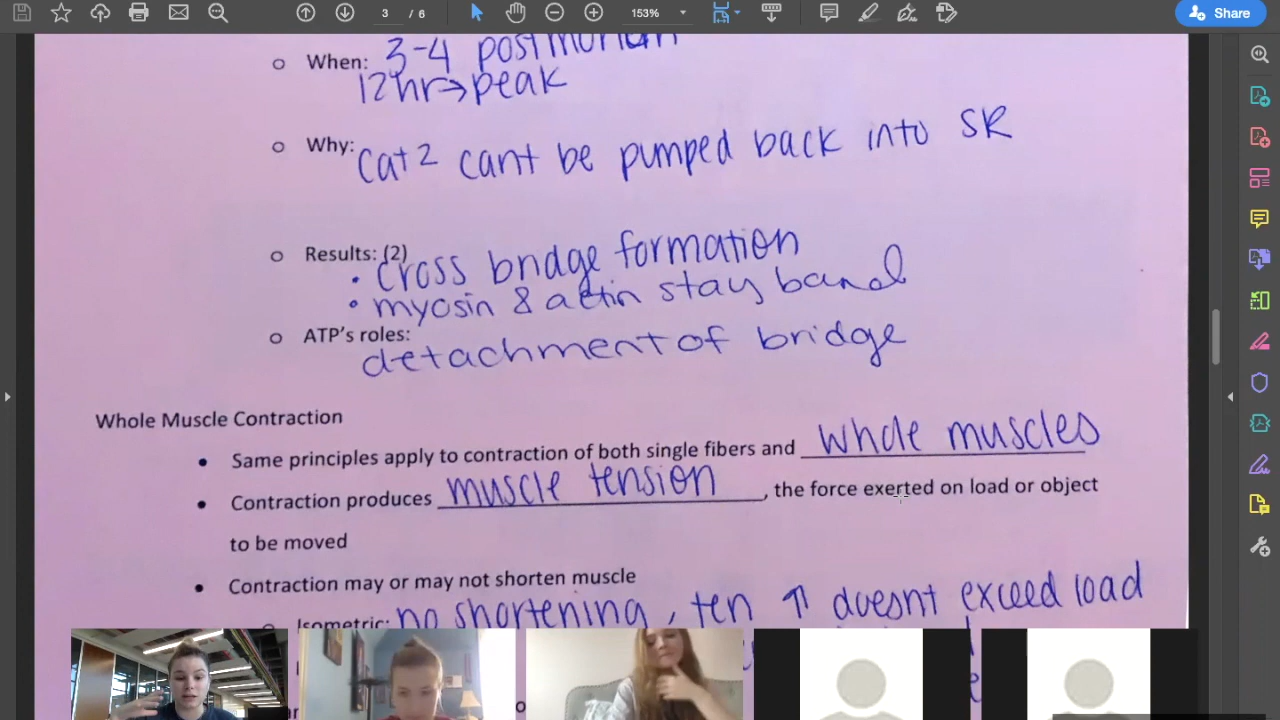 3 / 6
153%
Share
When: 3-4 postmortem
12hr→peak
Why: Cat2 cant be pumped back into SR
Results: (2)
• cross bridge formation
• myosin & actin stay band
ATP's roles:
detachment of bridge
Whole Muscle Contraction
• Same principles apply to contraction of both single fibers and whole muscles
• Contraction produces muscle tension, the force exerted on load or object
to be moved
• Contraction may or may not shorten muscle
Isometric: no shortening, ten ↑ doesnt exceed load